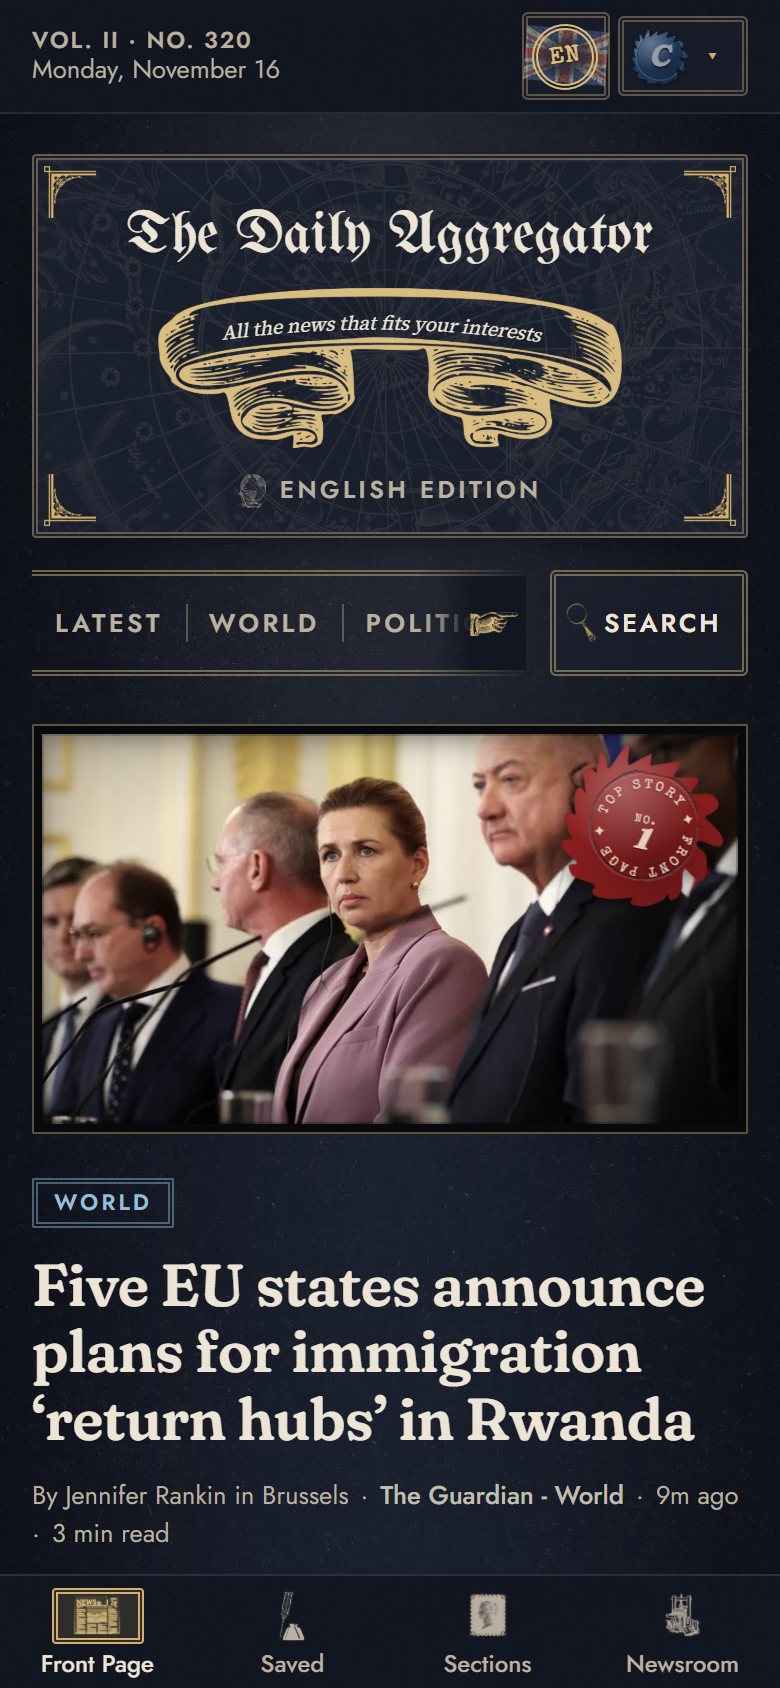 VOL. II · NO. 320
Monday, November 16
EN
C
The Daily Aggregator
All the news that fits your interests
ENGLISH EDITION
LATEST
WORLD
POLITI
SEARCH
TOP STORY
NO.
1
FRONT PAGE
WORLD
Five EU states announce
plans for immigration
‘return hubs’ in Rwanda
By Jennifer Rankin in Brussels · The Guardian - World · 9m ago
· 3 min read
NEWS
Front Page
Saved
Sections
Newsroom